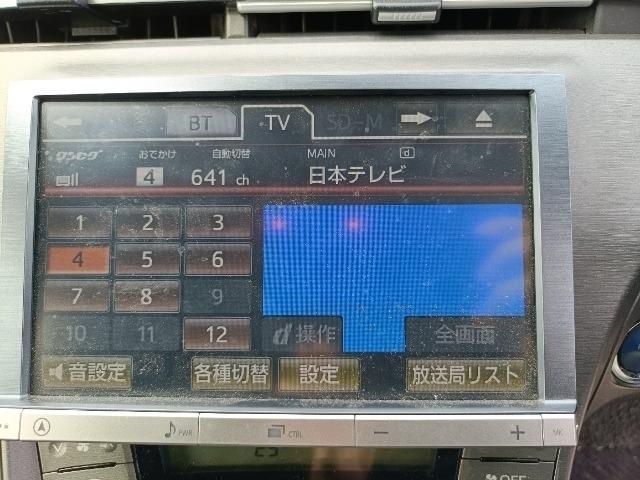 BT TV SD-M
ワンセグ おでかけ 自動切替 MAIN d
4 641 ch 日本テレビ
1 2 3
4 5 6
7 8 9
10 11 12 d 操作 全画面
音設定 各種切替 設定 放送局リスト
PWR CTRL − + MK
OFF